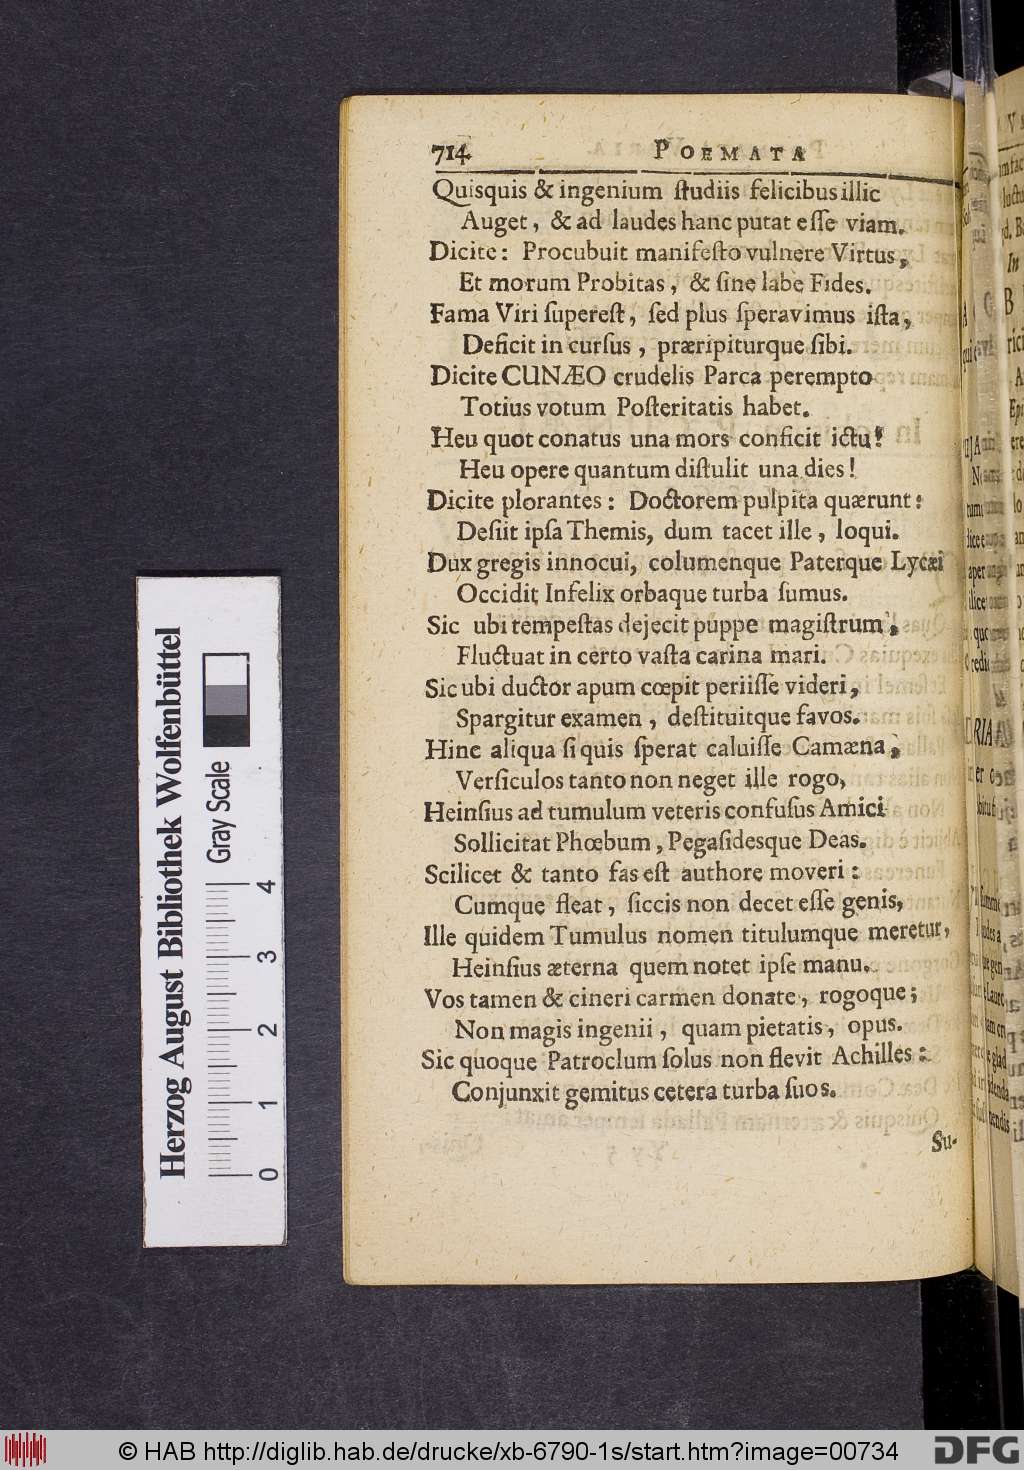 714 POEMATA
Quisquis & ingenium ſtudiis felicibus illic
Auget, & ad laudes hanc putat eſſe viam.
Dicite: Procubuit manifeſto vulnere Virtus,
Et morum Probitas, & ſine labe Fides.
Fama Viri ſupereſt, ſed plus ſperavimus iſta,
Deficit in curſus, præripiturque ſibi.
Dicite CUNÆO crudelis Parca perempto
Totius votum Poſteritatis habet.
Heu quot conatus una mors conficit ictu!
Heu opere quantum diſtulit una dies!
Dicite plorantes: Doctorem pulpita quærunt:
Deſiit ipſa Themis, dum tacet ille, loqui.
Dux gregis innocui, columenque Paterque Lycæi
Occidit Infelix orbaque turba ſumus.
Sic ubi tempeſtas dejecit puppe magiſtrum,
Fluctuat in certo vaſta carina mari.
Sic ubi ductor apum cœpit periiſſe videri,
Spargitur examen, deſtituitque favos.
Hinc aliqua ſi quis ſperat caluiſſe Camæna,
Verſiculos tanto non neget ille rogo,
Heinſius ad tumulum veteris confuſus Amici
Sollicitat Phœbum, Pegaſidesque Deas.
Scilicet & tanto fas eſt authore moveri:
Cumque fleat, ſiccis non decet eſſe genis,
Ille quidem Tumulus nomen titulumque meretur,
Heinſius æterna quem notet ipſe manu.
Vos tamen & cineri carmen donate, rogoque;
Non magis ingenii, quam pietatis, opus.
Sic quoque Patroclum ſolus non flevit Achilles:
Conjunxit gemitus cetera turba ſuos.
Su-
Herzog August Bibliothek Wolfenbüttel
Gray Scale
0 1 2 3 4
© HAB http://diglib.hab.de/drucke/xb-6790-1s/start.htm?image=00734
DFG